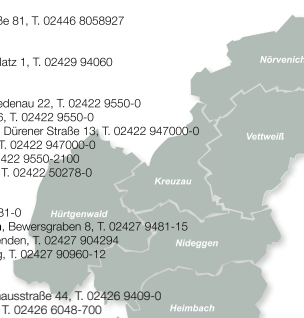 ße 81, T. 02446 8058927
latz 1, T. 02429 94060
Nörvenich
edenau 22, T. 02422 9550-0
6, T. 02422 9550-0
Dürener Straße 13, T. 02422 947000-0
T. 02422 947000-0
Vettweiß
422 9550-2100
T. 02422 50278-0
Kreuzau
81-0
Hürtgenwald
, Bewersgraben 8, T. 02427 9481-15
enden, T. 02427 904294
Nideggen
g, T. 02427 90960-12
hausstraße 44, T. 02426 9409-0
T. 02426 6048-700
Heimbach